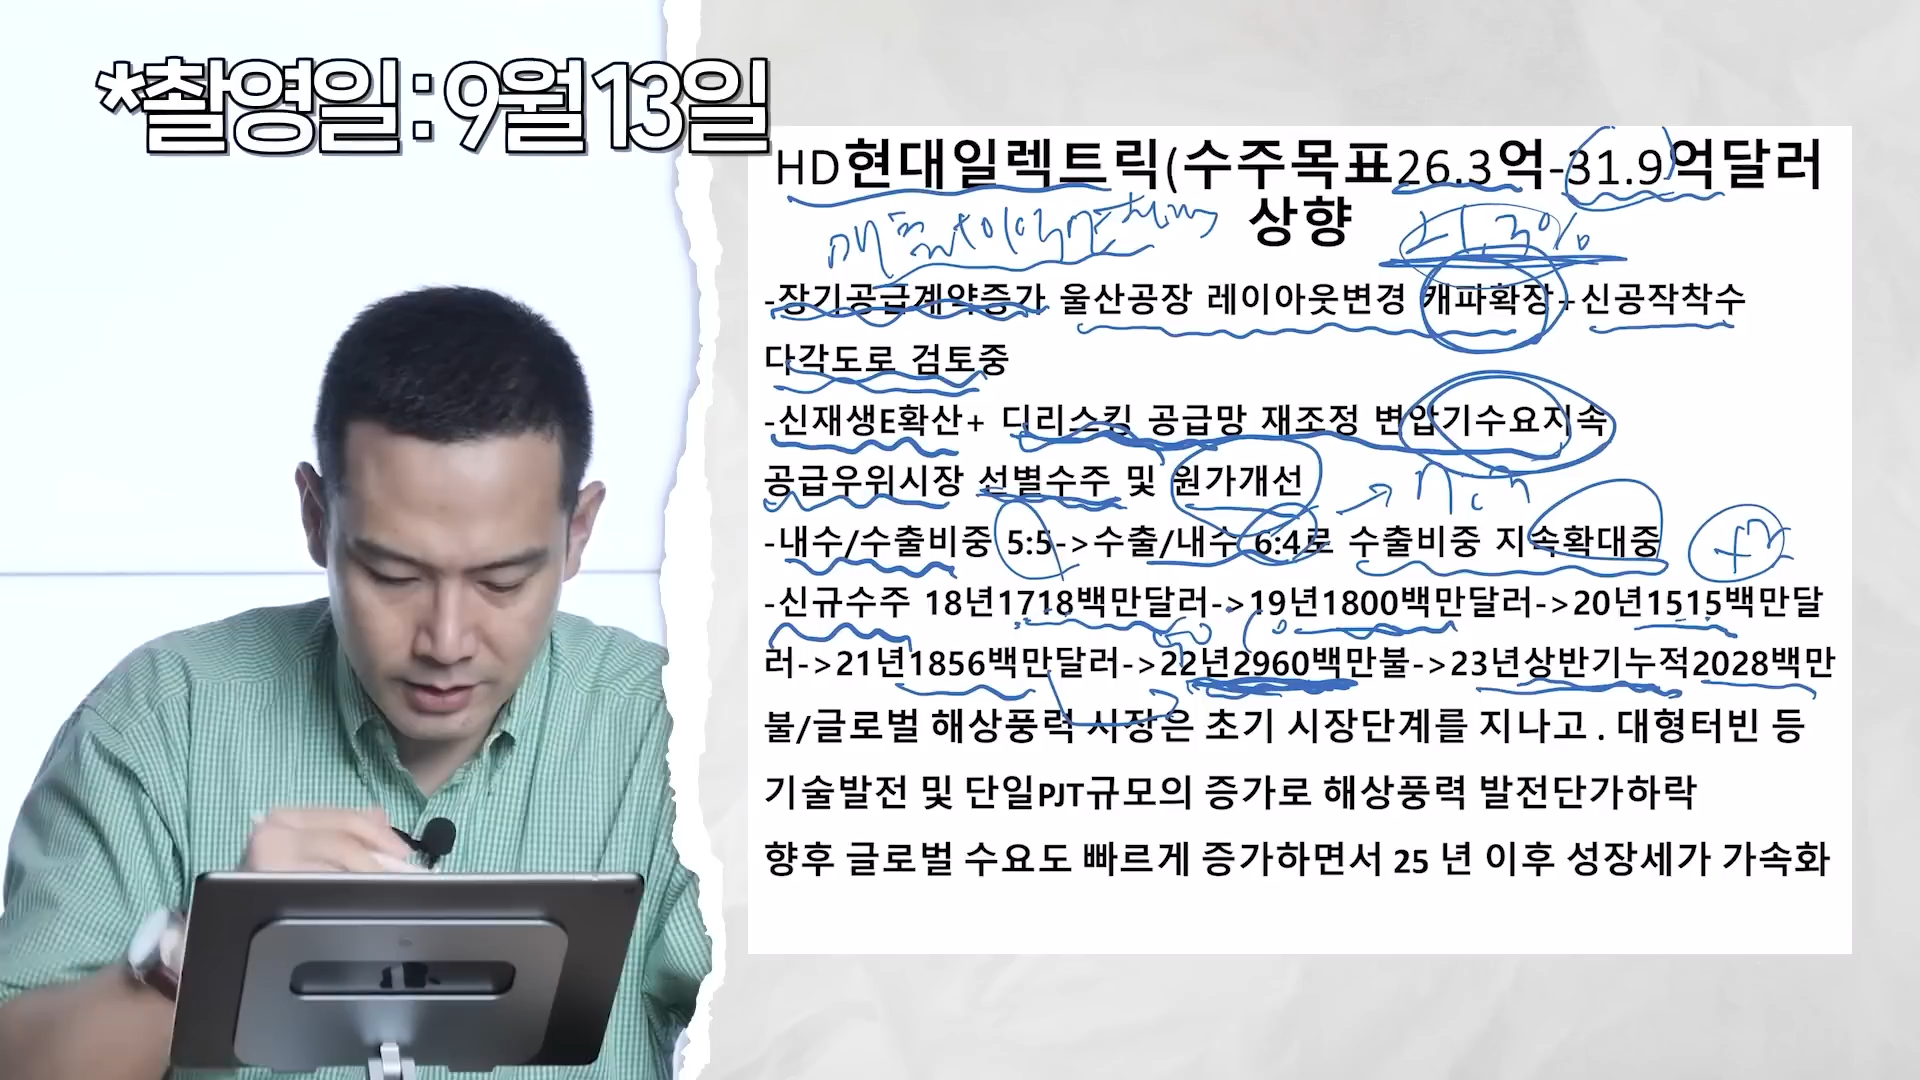 *촬영일:9월13일
HD현대일렉트릭(수주목표26.3억-31.9억달러
상향
21.3%
-장기공급계약증가 울산공장 레이아웃변경 캐파확장+신공작착수
다각도로 검토중
-신재생E확산+ 디리스킹 공급망 재조정 변압기수요지속
공급우위시장 선별수주 및 원가개선
-내수/수출비중 5:5->수출/내수 6:4로 수출비중 지속확대중
-신규수주 18년1718백만달러->19년1800백만달러->20년1515백만달
러->21년1856백만달러->22년2960백만불->23년상반기누적2028백만
불/글로벌 해상풍력 시장은 초기 시장단계를 지나고 . 대형터빈 등
기술발전 및 단일PJT규모의 증가로 해상풍력 발전단가하락
향후 글로벌 수요도 빠르게 증가하면서 25 년 이후 성장세가 가속화